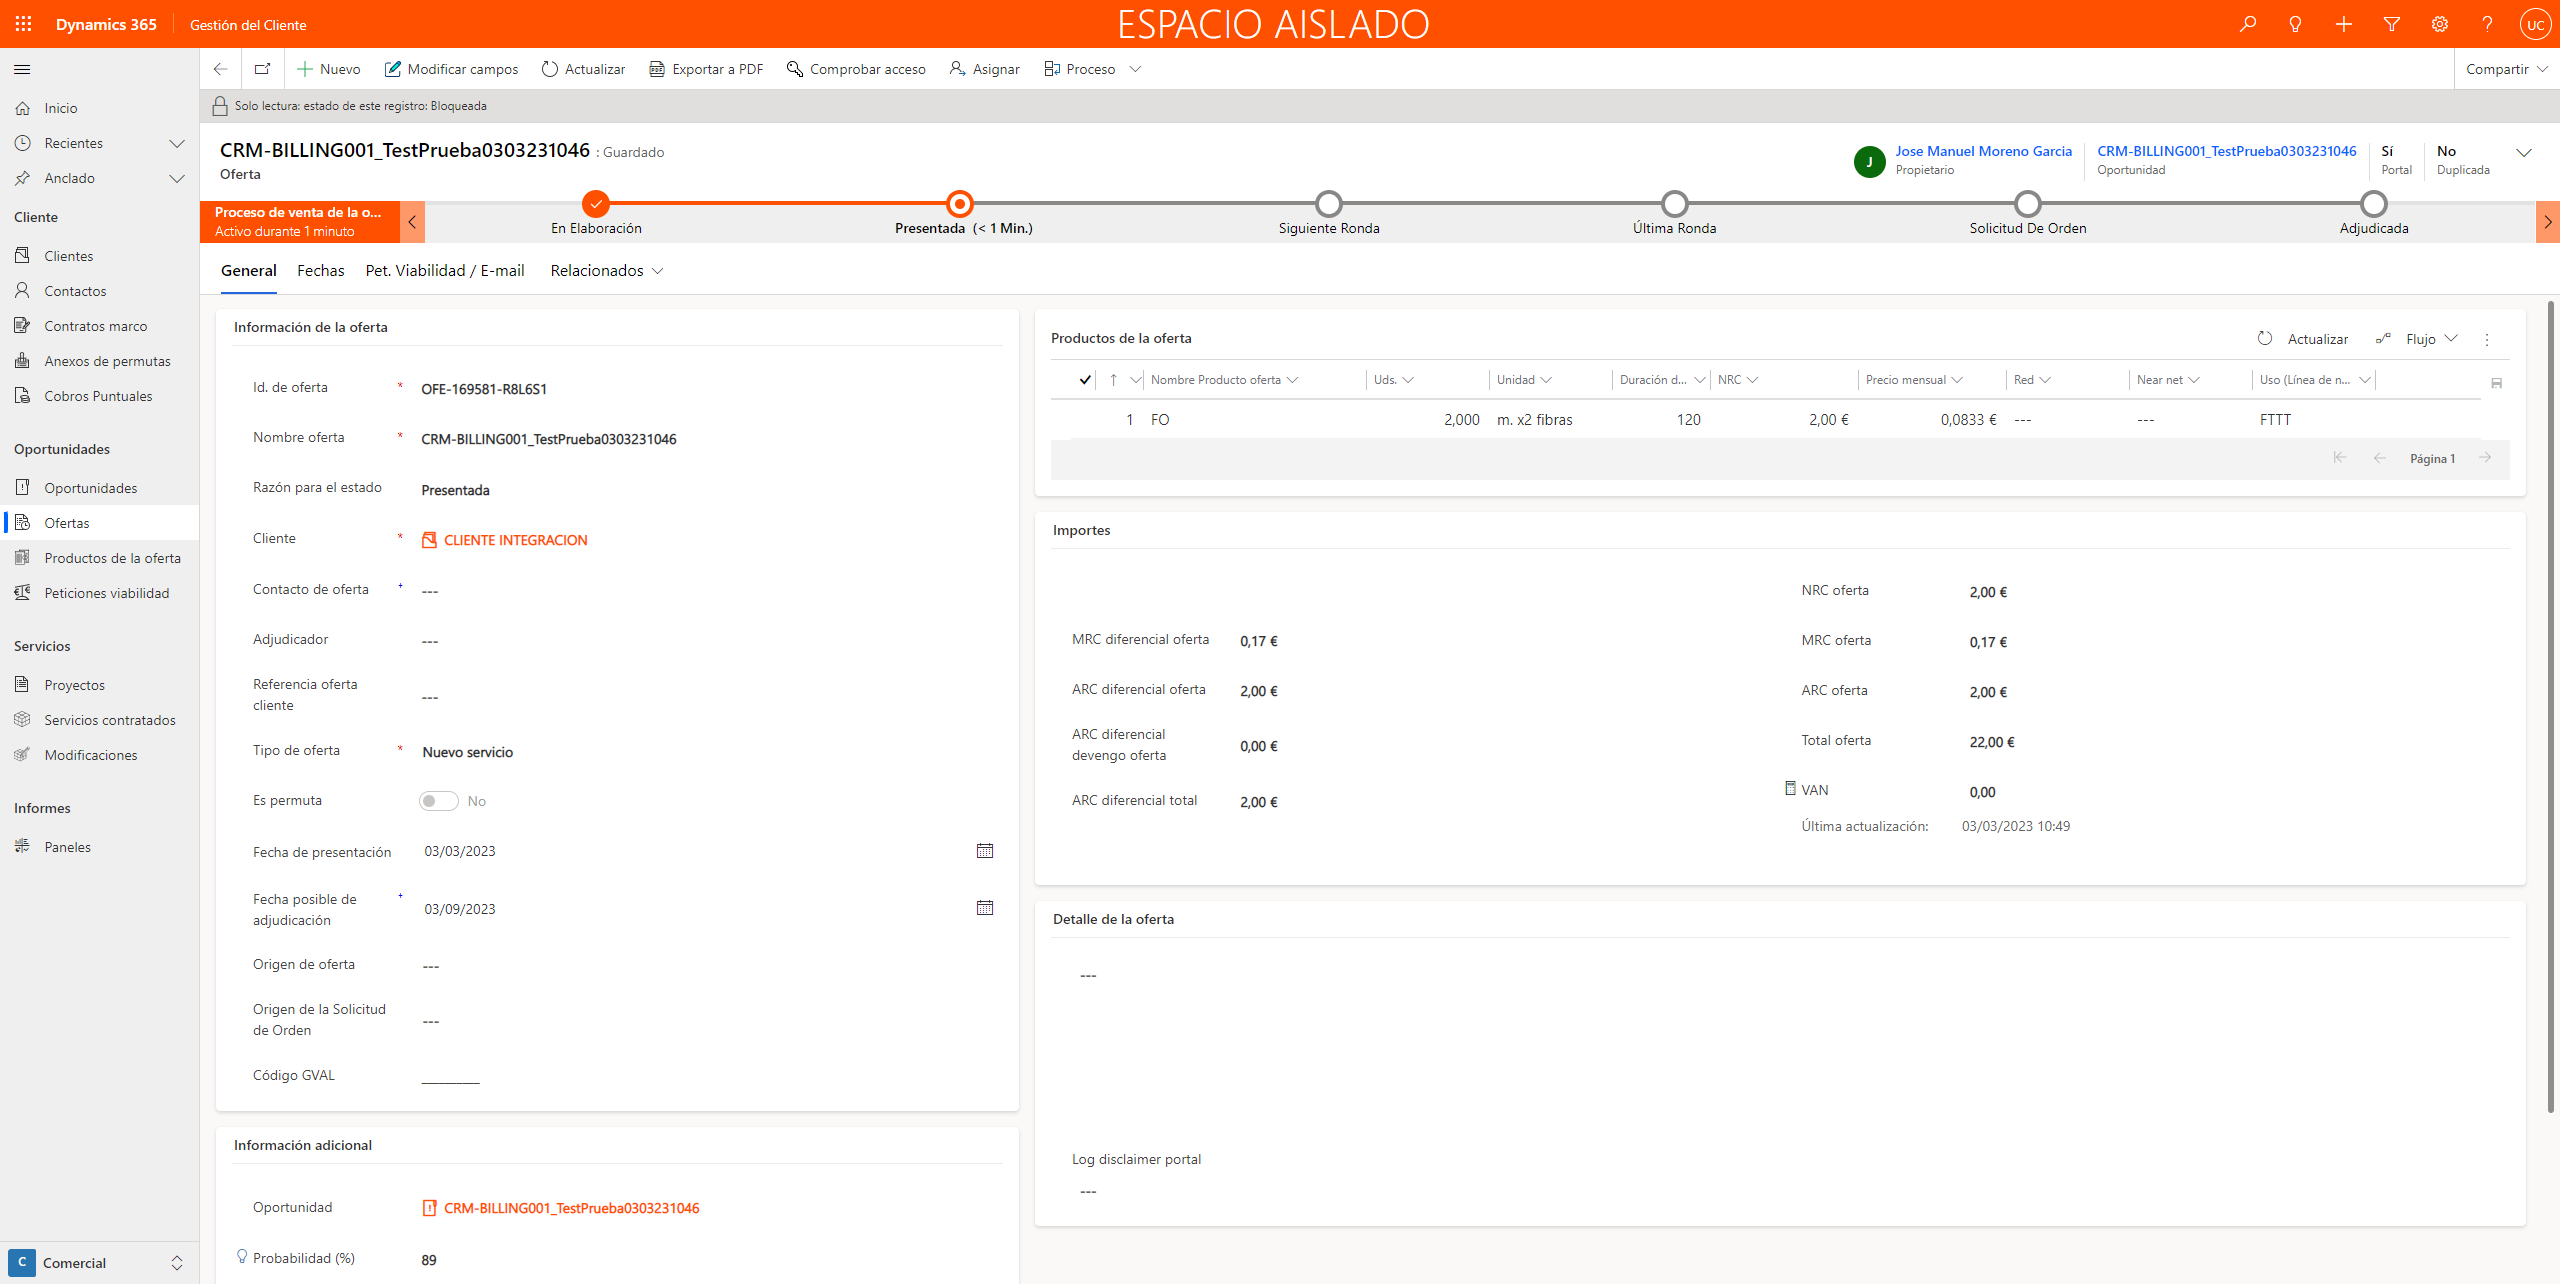 Dynamics 365
Gestión del Cliente
ESPACIO AISLADO
UC
Nuevo
Modificar campos
Actualizar
Exportar a PDF
Comprobar acceso
Asignar
Proceso
Compartir
Solo lectura: estado de este registro: Bloqueada
Inicio
Recientes
Anclado
Cliente
Clientes
Contactos
Contratos marco
Anexos de permutas
Cobros Puntuales
Oportunidades
Oportunidades
Ofertas
Productos de la oferta
Peticiones viabilidad
Servicios
Proyectos
Servicios contratados
Modificaciones
Informes
Paneles
C
Comercial
CRM-BILLING001_TestPrueba0303231046 : Guardado
Oferta
J
Jose Manuel Moreno Garcia
Propietario
CRM-BILLING001_TestPrueba0303231046
Oportunidad
Sí
Portal
No
Duplicada
Proceso de venta de la o...
Activo durante 1 minuto
En Elaboración
Presentada (< 1 Min.)
Siguiente Ronda
Última Ronda
Solicitud De Orden
Adjudicada
General
Fechas
Pet. Viabilidad / E-mail
Relacionados
Información de la oferta
Id. de oferta * OFE-169581-R8L6S1
Nombre oferta * CRM-BILLING001_TestPrueba0303231046
Razón para el estado Presentada
Cliente * CLIENTE INTEGRACION
Contacto de oferta + ---
Adjudicador ---
Referencia oferta
cliente
---
Tipo de oferta * Nuevo servicio
Es permuta No
Fecha de presentación 03/03/2023
Fecha posible de
adjudicación
+
03/09/2023
Origen de oferta ---
Origen de la Solicitud
de Orden
---
Código GVAL ________
Información adicional
Oportunidad CRM-BILLING001_TestPrueba0303231046
Probabilidad (%) 89
Productos de la oferta
Actualizar
Flujo
Nombre Producto oferta Uds. Unidad Duración d... NRC Precio mensual Red Near net Uso (Línea de n...
1 FO 2,000 m. x2 fibras 120 2,00 € 0,0833 € --- --- FTTT
Página 1
Importes
MRC diferencial oferta 0,17 €
ARC diferencial oferta 2,00 €
ARC diferencial
devengo oferta
0,00 €
ARC diferencial total 2,00 €
NRC oferta 2,00 €
MRC oferta 0,17 €
ARC oferta 2,00 €
Total oferta 22,00 €
VAN 0,00
Última actualización: 03/03/2023 10:49
Detalle de la oferta
---
Log disclaimer portal
---